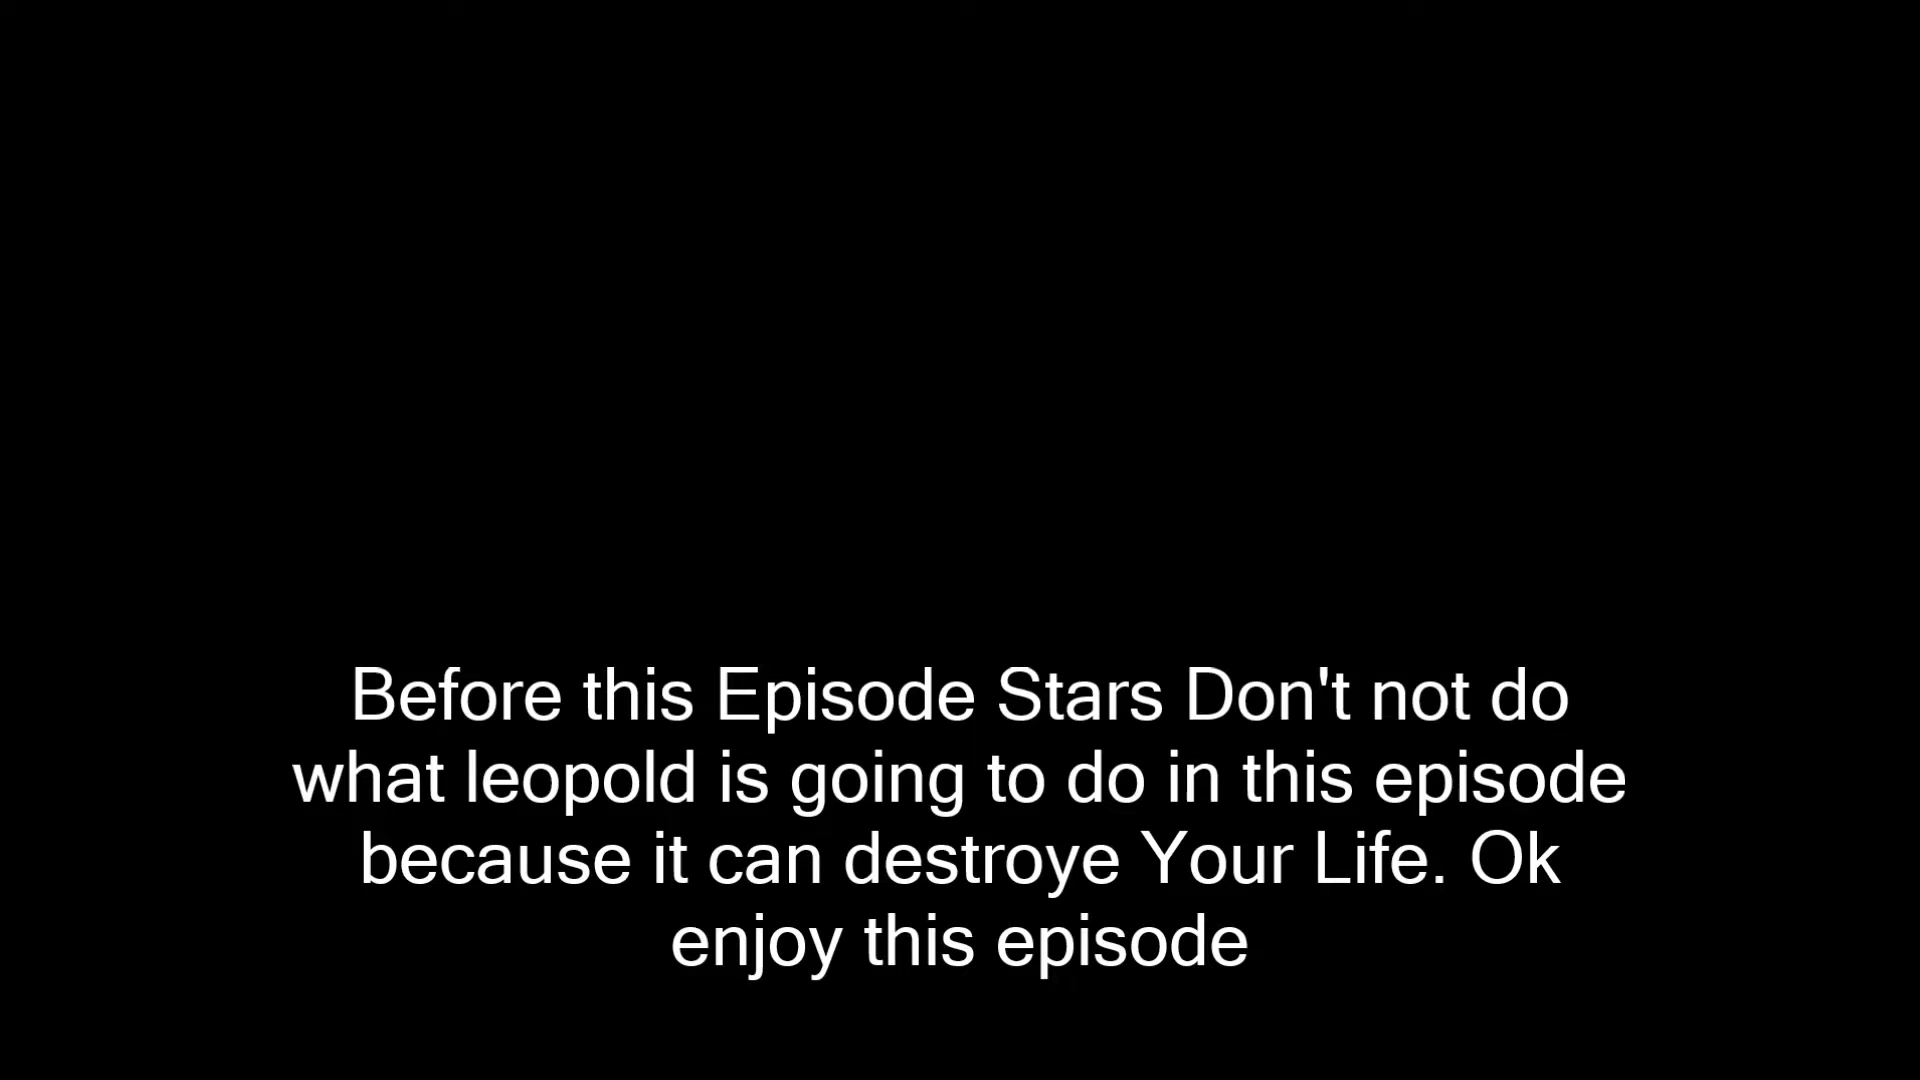 Before this Episode Stars Don't not do
what leopold is going to do in this episode
because it can destroye Your Life. Ok
enjoy this episode